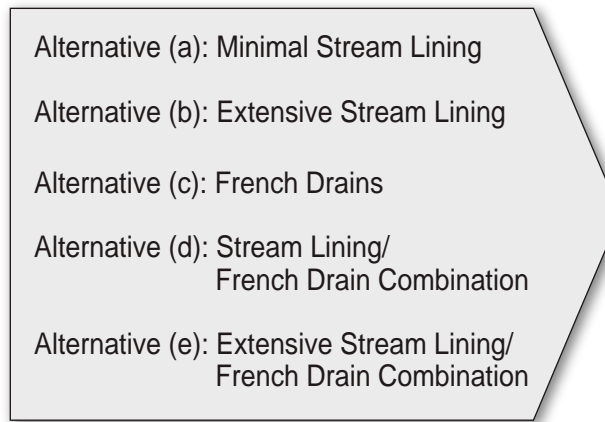 Alternative (a): Minimal Stream Lining
Alternative (b): Extensive Stream Lining
Alternative (c): French Drains
Alternative (d): Stream Lining/
French Drain Combination
Alternative (e): Extensive Stream Lining/
French Drain Combination